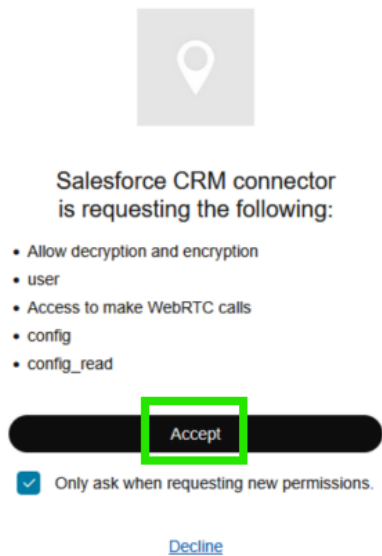 Salesforce CRM connector
is requesting the following:
• Allow decryption and encryption
• user
• Access to make WebRTC calls
• config
• config_read
Accept
Only ask when requesting new permissions.
Decline